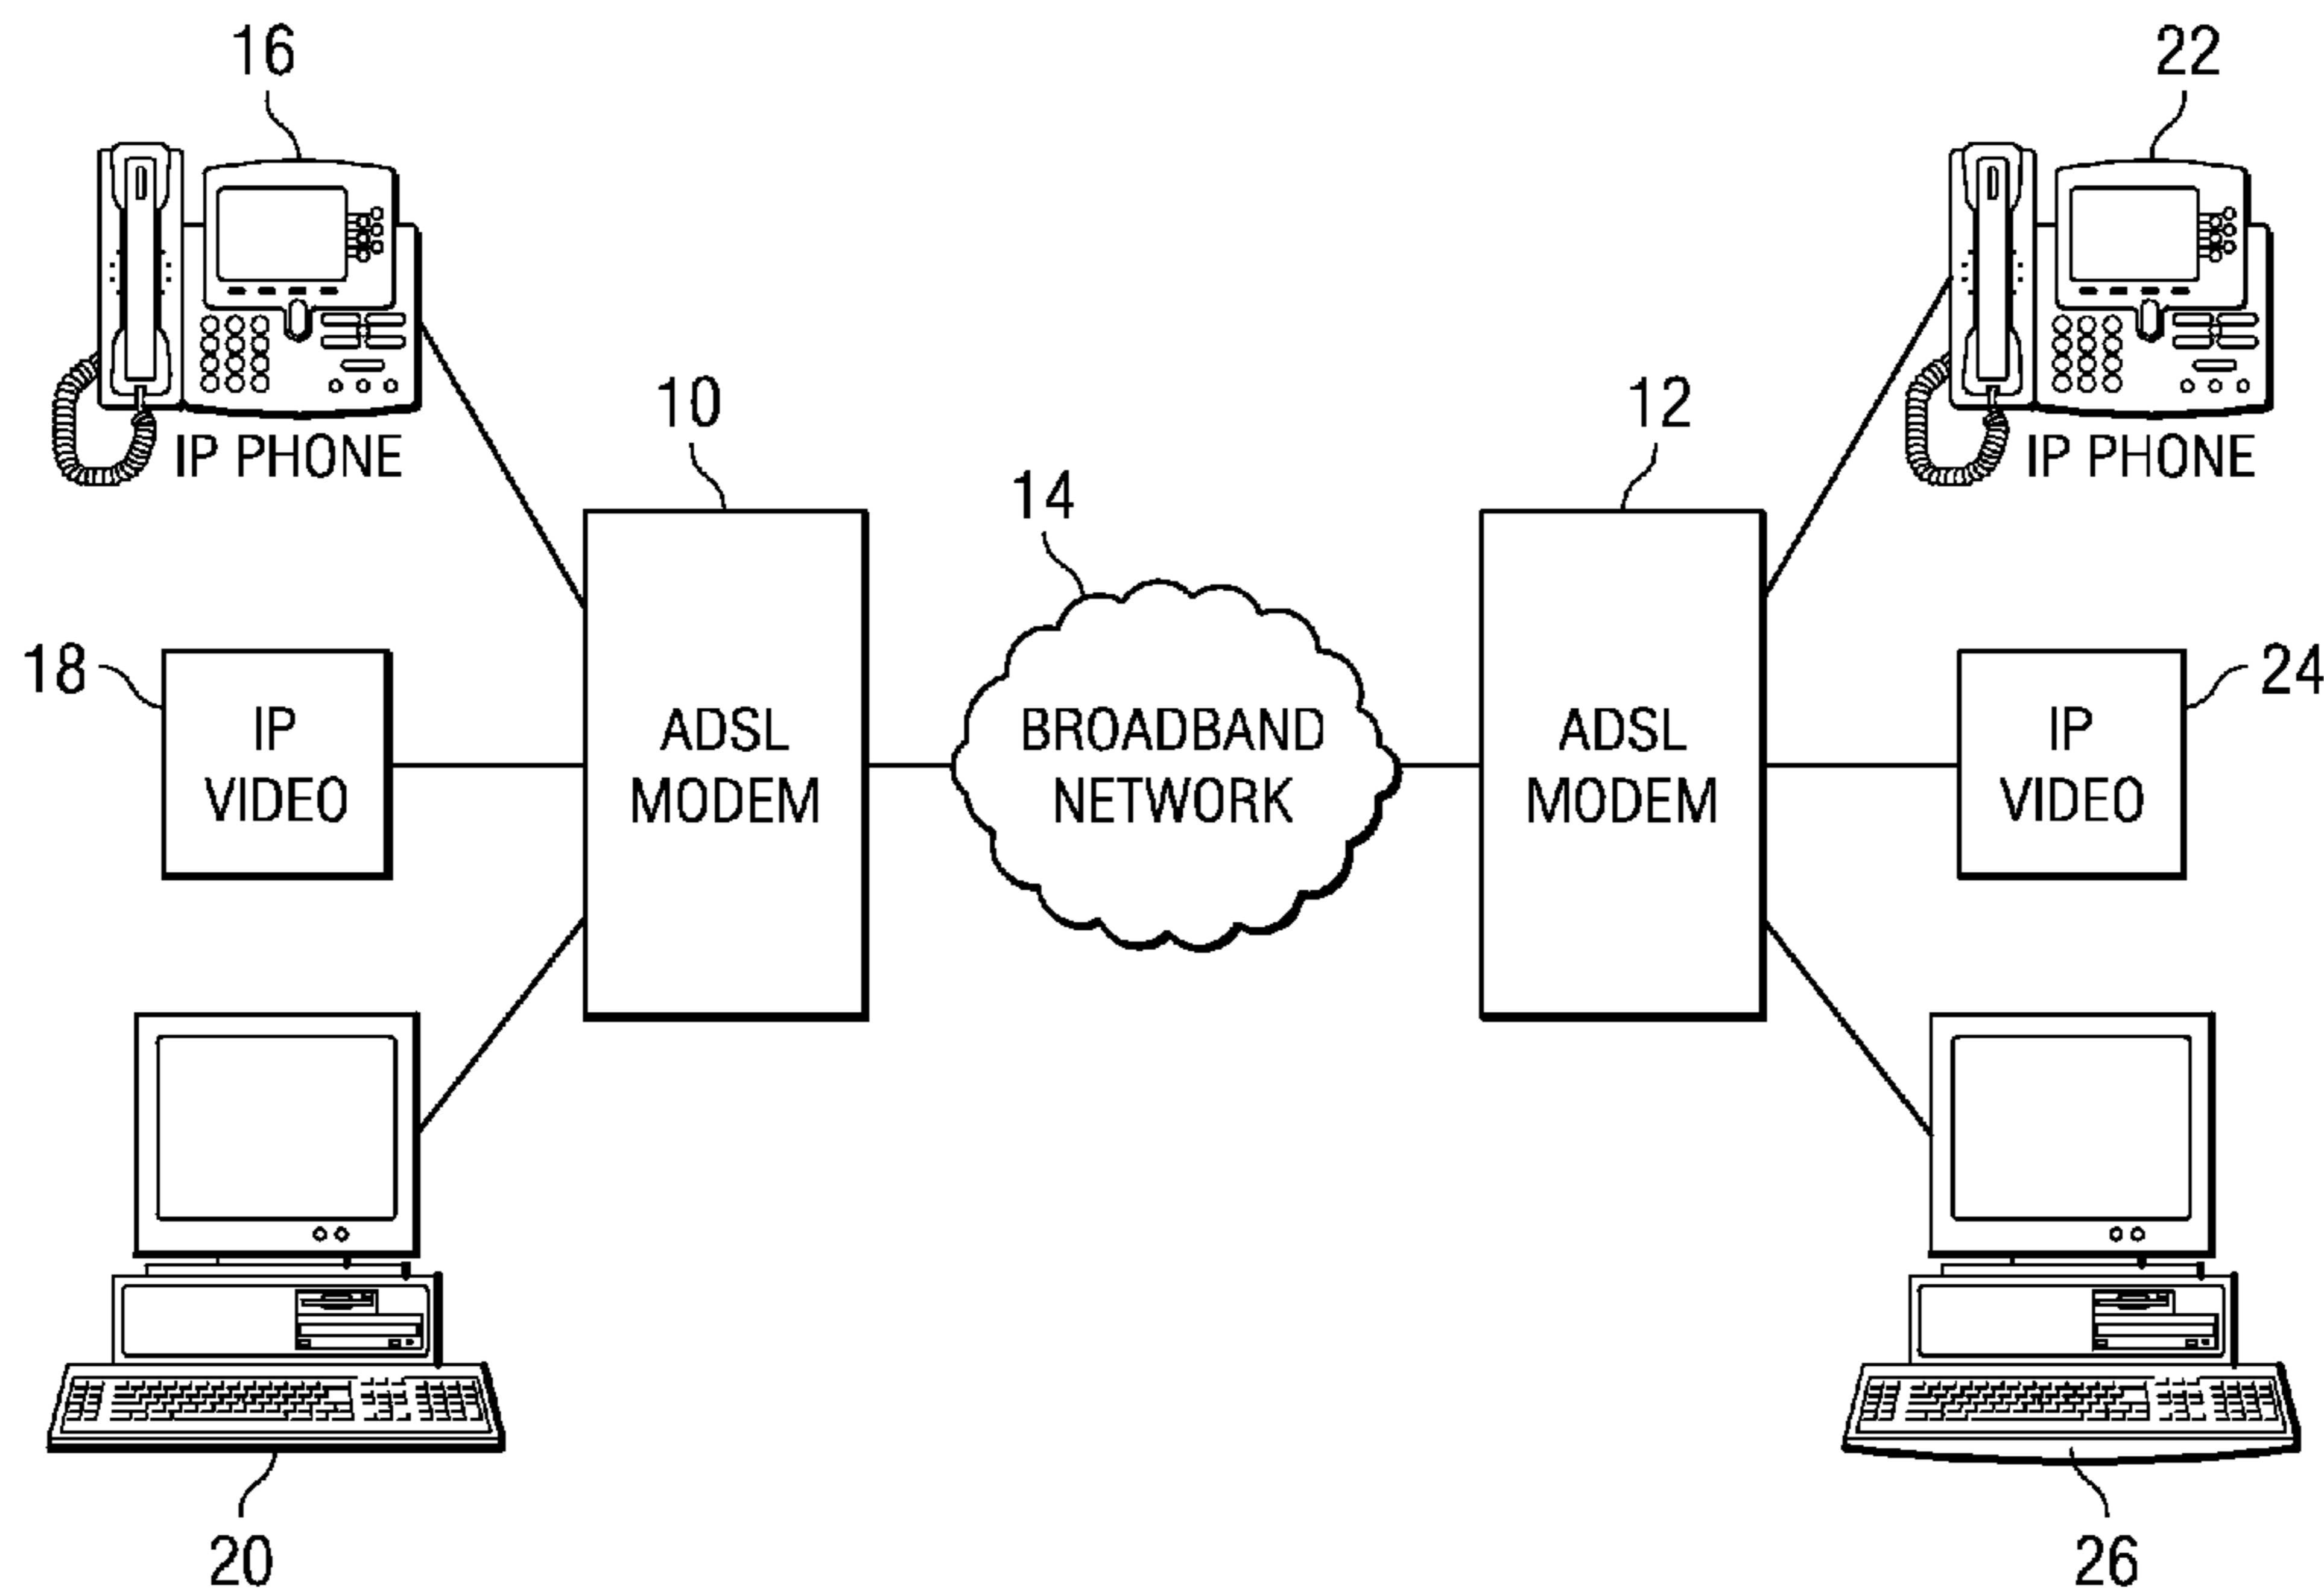 16
22
IP PHONE
IP PHONE
10
12
14
18
IP
VIDEO
ADSL
MODEM
BROADBAND
NETWORK
ADSL
MODEM
IP
VIDEO
24
20
26